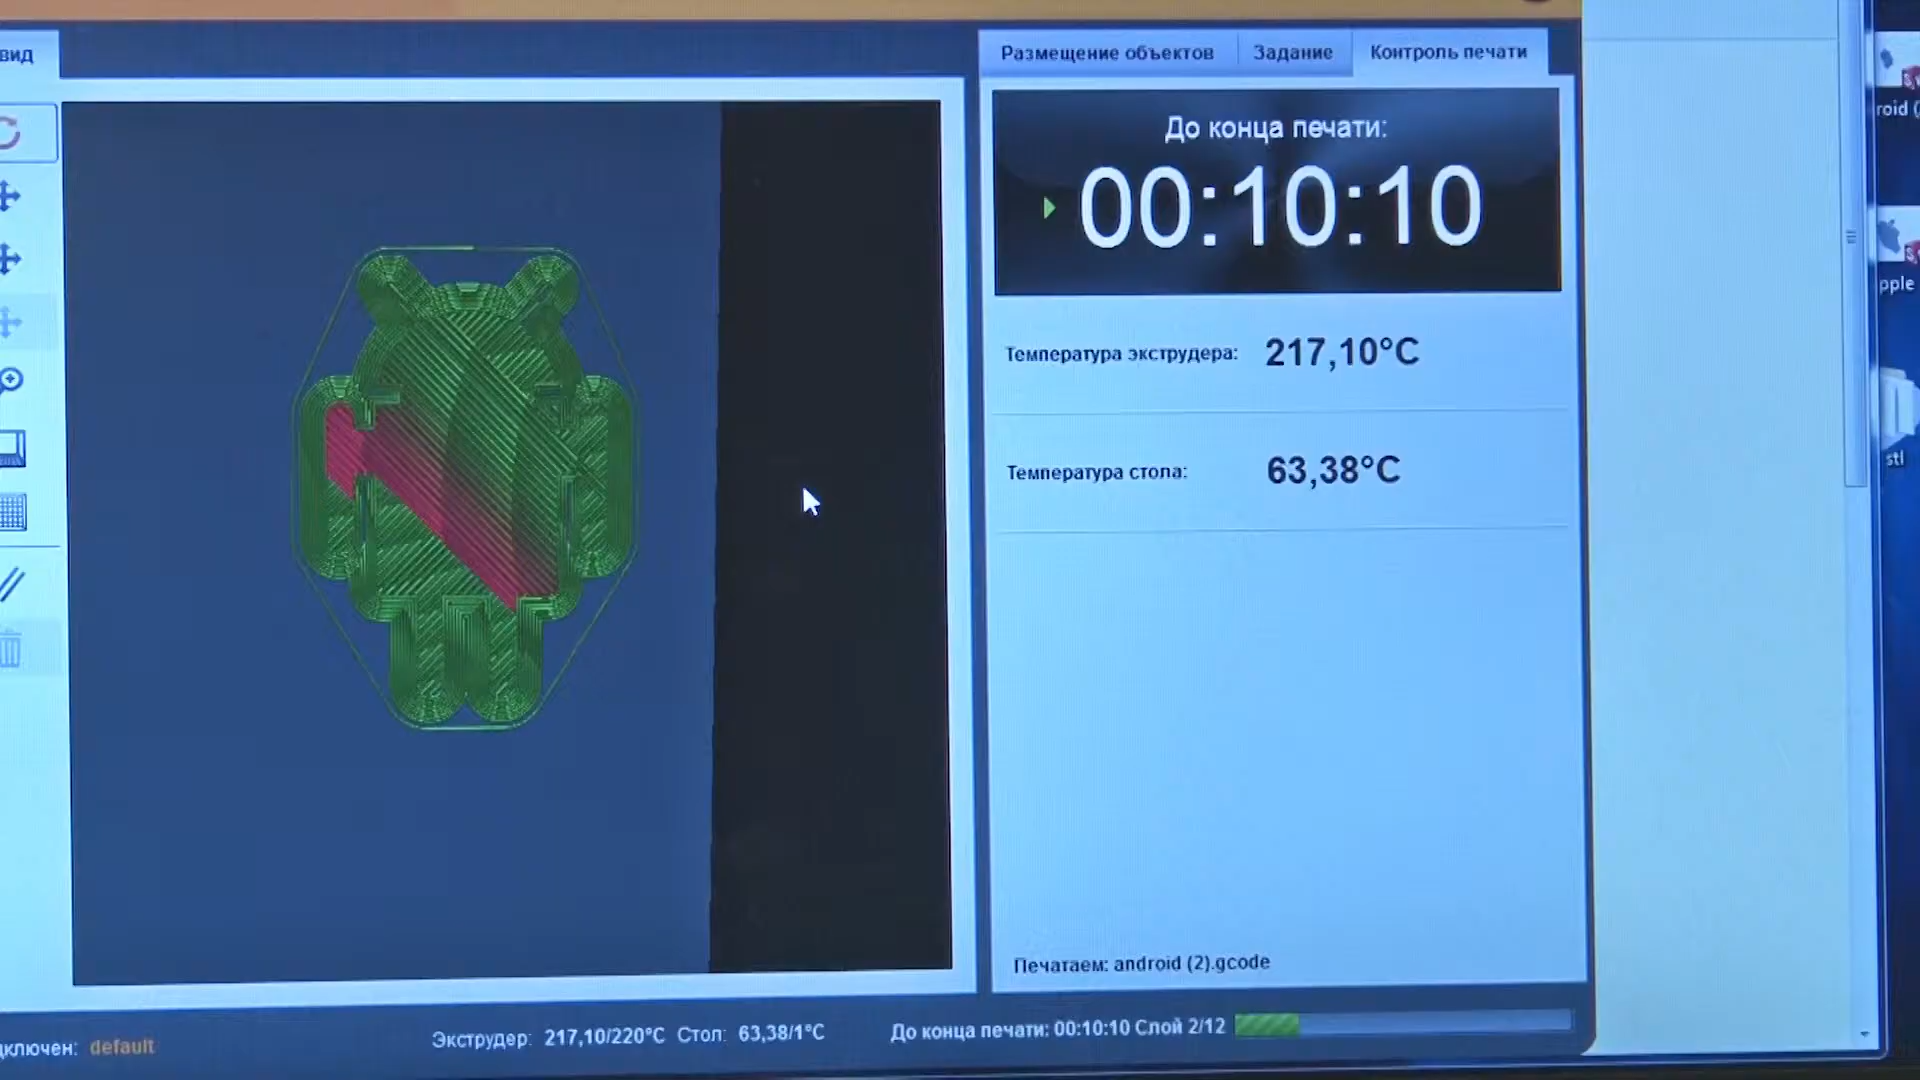 вид
Размещение объектов
Задание
Контроль печати
До конца печати:
00:10:10
Температура экструдера: 217,10°C
Температура стола: 63,38°C
Печатаем: android (2).gcode
дключен: default
Экструдер: 217,10/220°C Стол: 63,38/1°C
До конца печати: 00:10:10 Слой 2/12
roid (
pple
stl